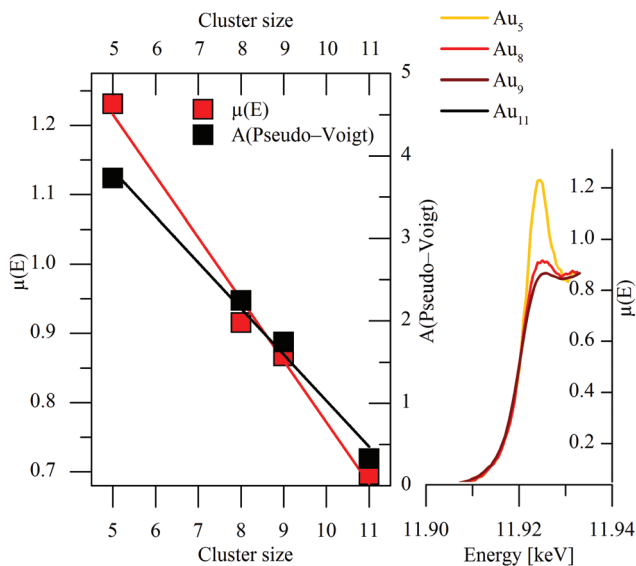 Cluster size
5 6 7 8 9 10 11
μ(E)
A(Pseudo–Voigt)
1.2
1.1
1.0
0.9
0.8
0.7
μ(E)
5
4
3
2
1
0
A(Pseudo–Voigt)
5 6 7 8 9 10 11
Cluster size
Au5
Au8
Au9
Au11
1.2
1.0
0.8
0.6
0.4
0.2
μ(E)
11.90 11.92 11.94
Energy [keV]